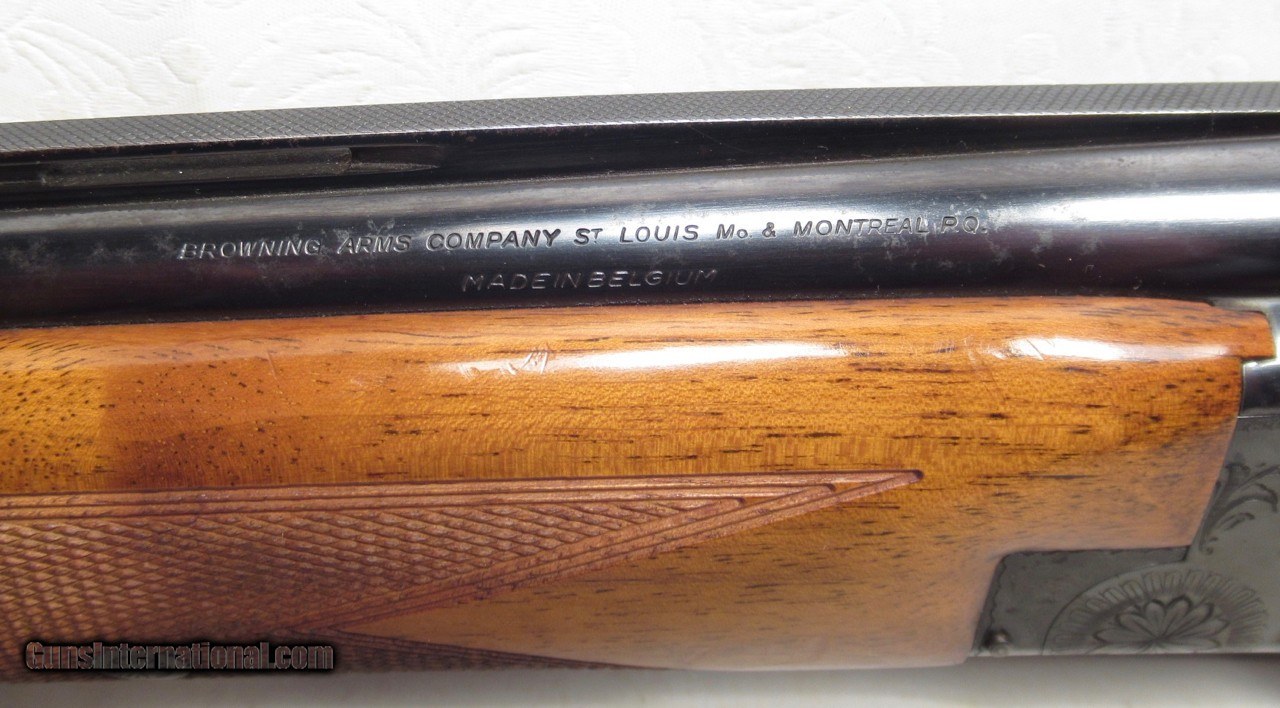 BROWNING ARMS COMPANY ST LOUIS Mo. & MONTREAL P.Q.
MADE IN BELGIUM
GunsInternational.com